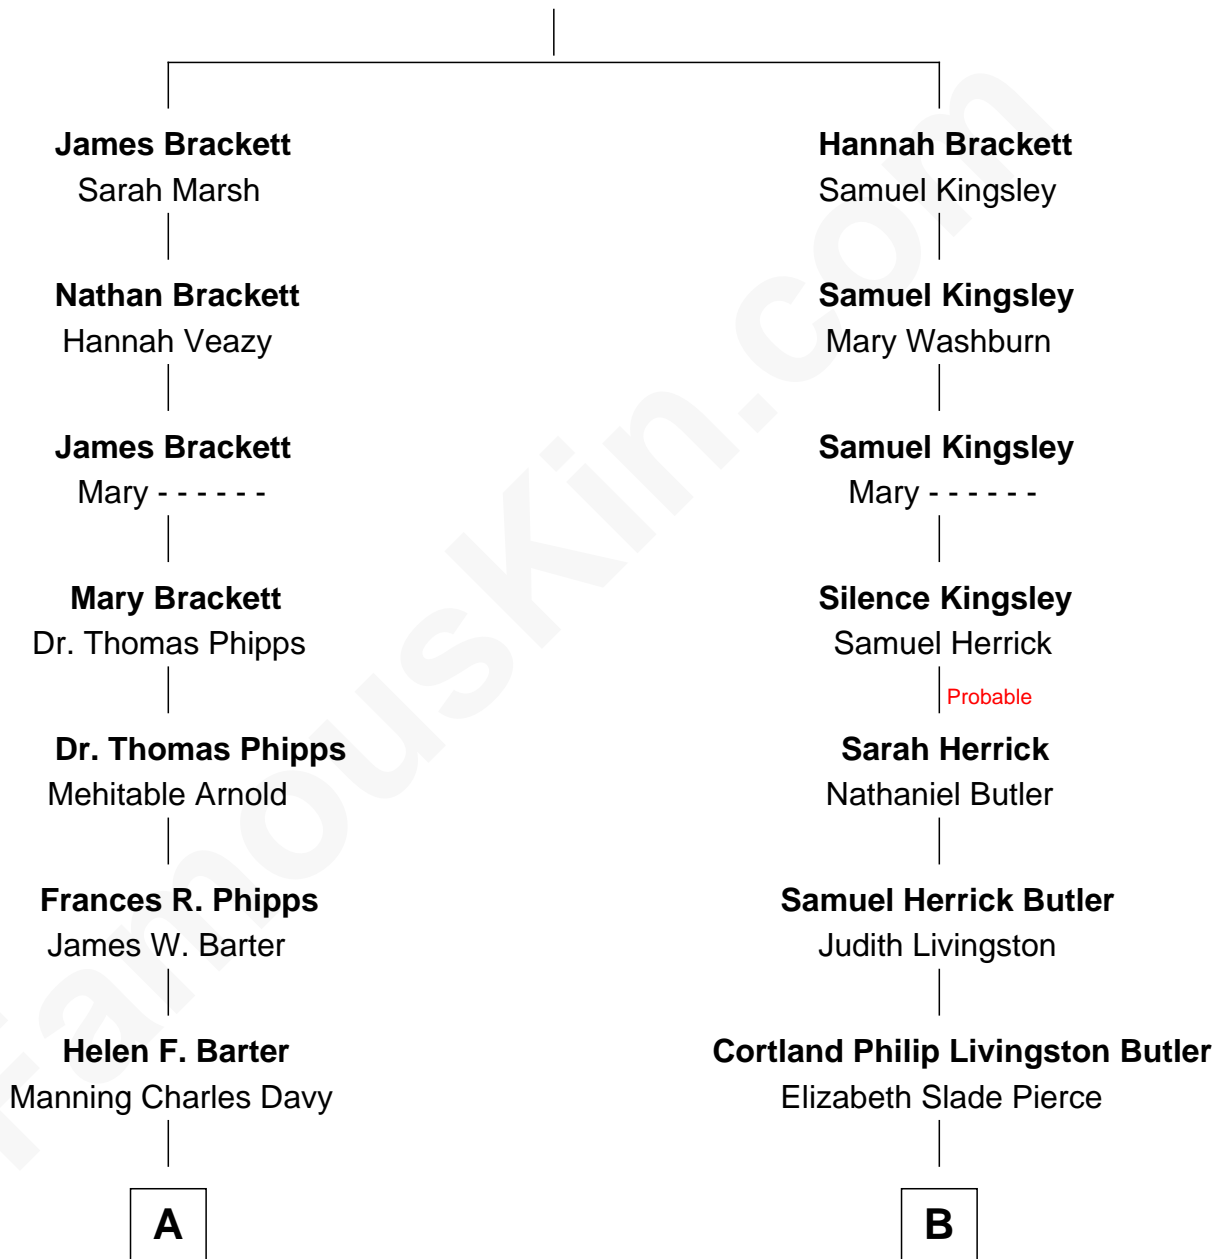 James Brackett
Sarah Marsh
Hannah Brackett
Samuel Kingsley
Nathan Brackett
Hannah Veazy
Samuel Kingsley
Mary Washburn
James Brackett
Mary - - - - - -
Samuel Kingsley
Mary - - - - - -
Mary Brackett
Dr. Thomas Phipps
Silence Kingsley
Samuel Herrick
Probable
Dr. Thomas Phipps
Mehitable Arnold
Sarah Herrick
Nathaniel Butler
Frances R. Phipps
James W. Barter
Samuel Herrick Butler
Judith Livingston
Helen F. Barter
Manning Charles Davy
Cortland Philip Livingston Butler
Elizabeth Slade Pierce
A
B
FamousKin.com